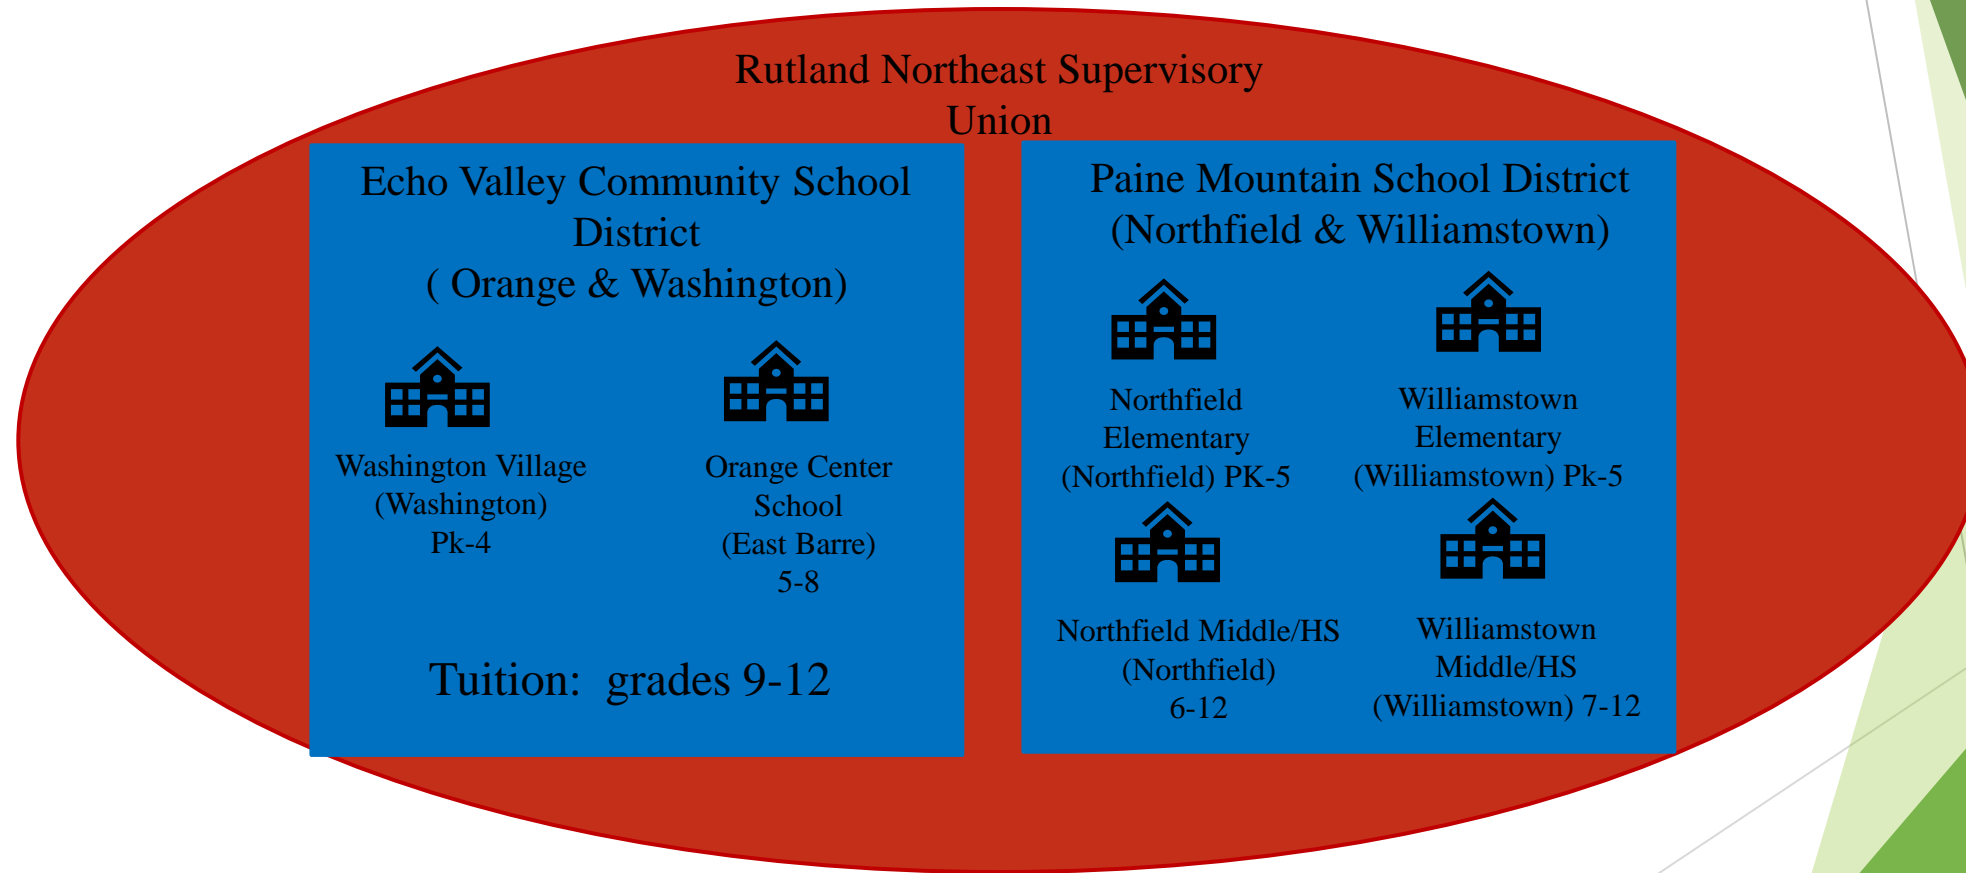 Rutland Northeast Supervisory
Union
Echo Valley Community School
District
( Orange & Washington)
Washington Village
(Washington)
Pk-4
Orange Center
School
(East Barre)
5-8
Tuition: grades 9-12
Paine Mountain School District
(Northfield & Williamstown)
Northfield
Elementary
(Northfield) PK-5
Williamstown
Elementary
(Williamstown) Pk-5
Northfield Middle/HS
(Northfield)
6-12
Williamstown
Middle/HS
(Williamstown) 7-12